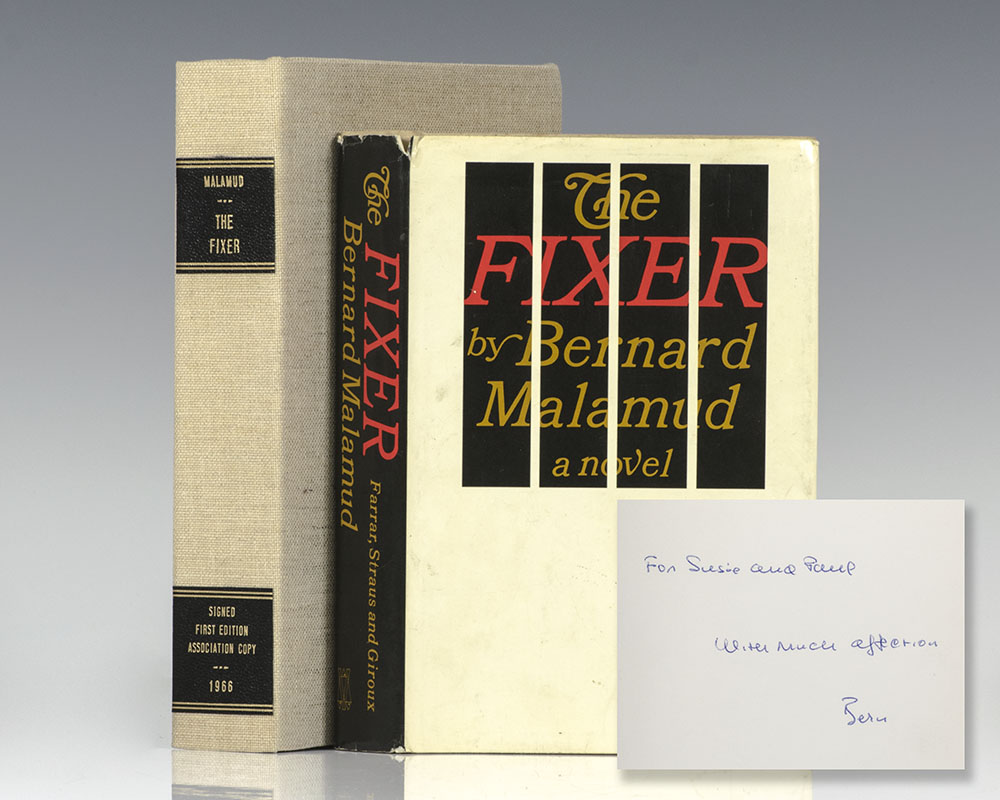 MALAMUD
THE
FIXER
SIGNED
FIRST EDITION
ASSOCIATION COPY
1966
The FIXER
Bernard Malamud
Farrar, Straus and Giroux
The
FIXER
by Bernard
Malamud
a novel
For Susie and Paul
With much affection
Bern